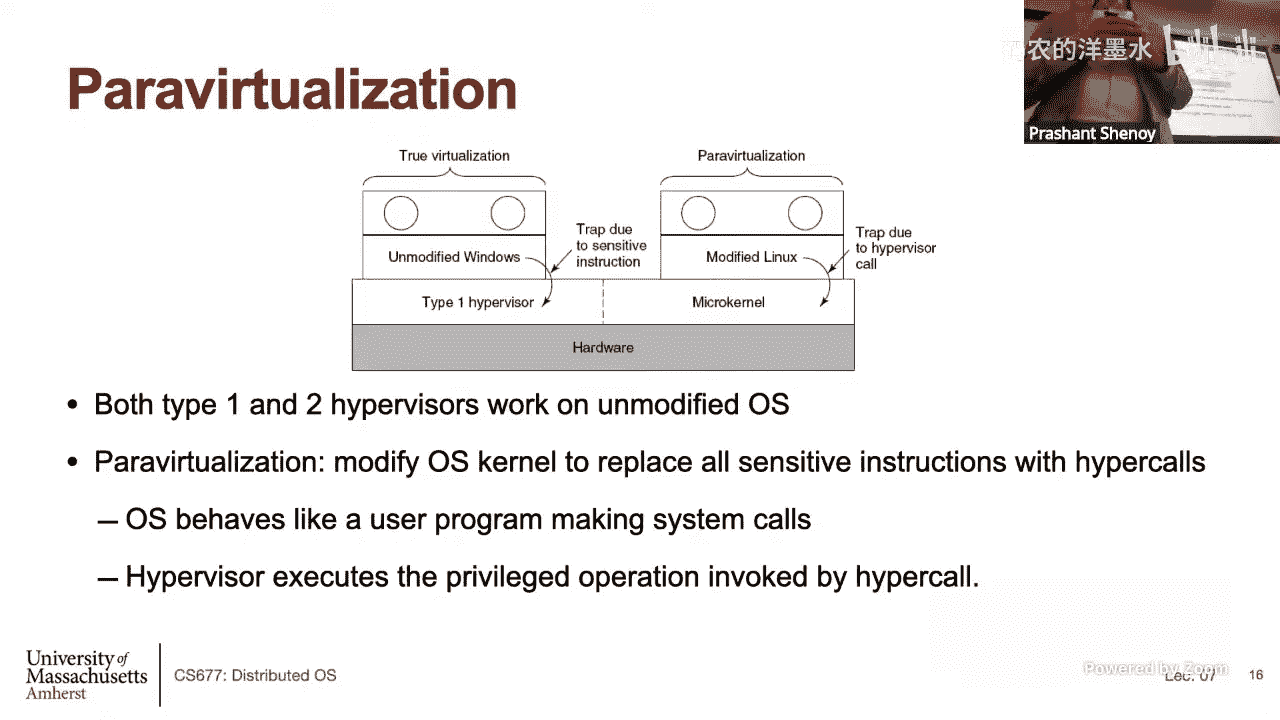 农的洋墨水
Prashant Shenoy
Paravirtualization
True virtualization
Paravirtualization
Trap due
to sensitive
instruction
Trap due
to hypervisor
call
Unmodified Windows
Modified Linux
Type 1 hypervisor
Microkernel
Hardware
• Both type 1 and 2 hypervisors work on unmodified OS
• Paravirtualization: modify OS kernel to replace all sensitive instructions with hypercalls
– OS behaves like a user program making system calls
– Hypervisor executes the privileged operation invoked by hypercall.
University of
Massachusetts
Amherst
CS677: Distributed OS
Powered by Zoom
Lec. 07
16